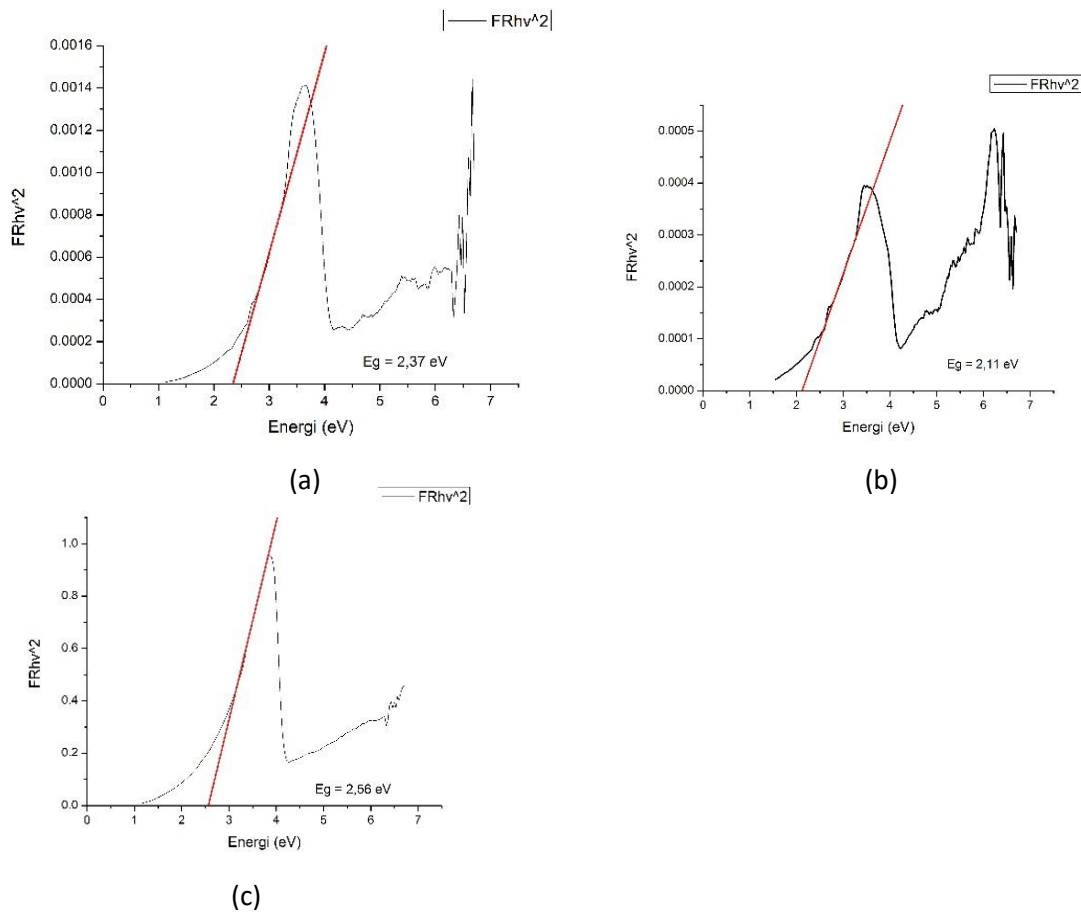 FRhv^2
0.0016
0.0014
0.0012
0.0010
0.0008
0.0006
0.0004
0.0002
0.0000
FRhv^2
Eg = 2,37 eV
0 1 2 3 4 5 6 7
Energi (eV)
(a)
FRhv^2
0.0005
0.0004
0.0003
0.0002
0.0001
0.0000
FRhv^2
Eg = 2,11 eV
0 1 2 3 4 5 6 7
Energi (eV)
(b)
FRhv^2
1.0
0.8
0.6
0.4
0.2
0.0
FRhv^2
Eg = 2,56 eV
0 1 2 3 4 5 6 7
Energi (eV)
(c)